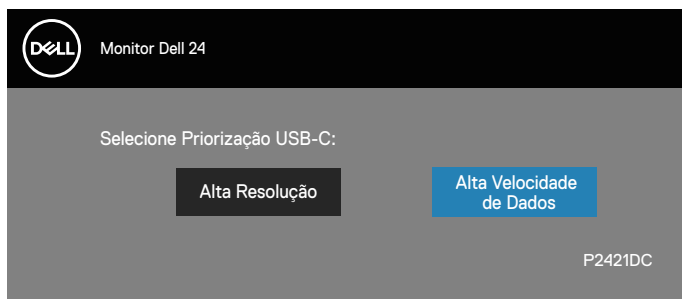 DELL
Monitor Dell 24
Selecione Priorização USB-C:
Alta Resolução
Alta Velocidade
de Dados
P2421DC